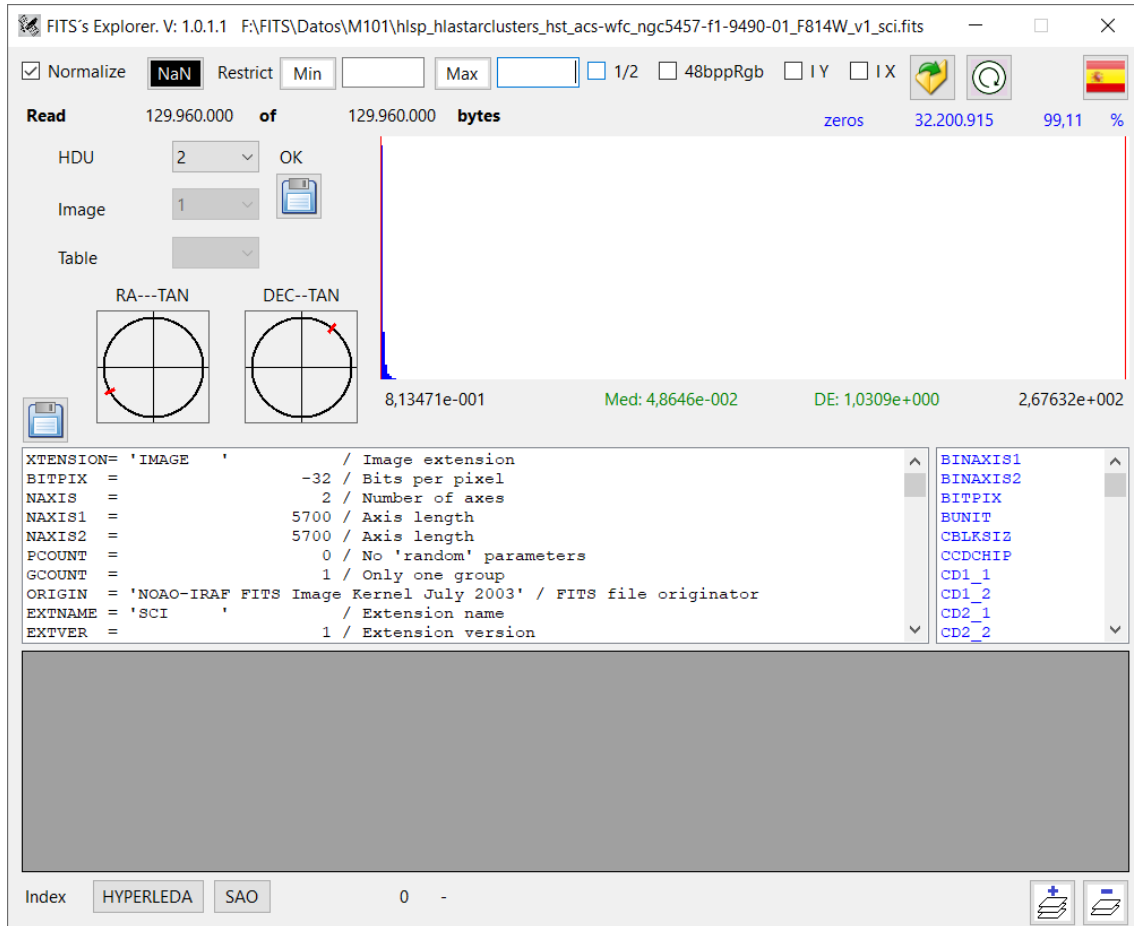 FITS´s Explorer. V: 1.0.1.1   F:\FITS\Datos\M101\hlsp_hlastarclusters_hst_acs-wfc_ngc5457-f1-9490-01_F814W_v1_sci.fits
Normalize NaN Restrict Min Max 1/2 48bppRgb I Y I X
Read 129.960.000 of 129.960.000 bytes zeros 32.200.915 99,11 %
HDU 2 OK
Image 1
Table
RA---TAN DEC--TAN
8,13471e-001 Med: 4,8646e-002 DE: 1,0309e+000 2,67632e+002
XTENSION= 'IMAGE   '           / Image extension
BITPIX  =                  -32 / Bits per pixel
NAXIS   =                    2 / Number of axes
NAXIS1  =                 5700 / Axis length
NAXIS2  =                 5700 / Axis length
PCOUNT  =                    0 / No 'random' parameters
GCOUNT  =                    1 / Only one group
ORIGIN  = 'NOAO-IRAF FITS Image Kernel July 2003' / FITS file originator
EXTNAME = 'SCI     '           / Extension name
EXTVER  =                    1 / Extension version
BINAXIS1
BINAXIS2
BITPIX
BUNIT
CBLKSIZ
CCDCHIP
CD1_1
CD1_2
CD2_1
CD2_2
Index HYPERLEDA SAO 0 -